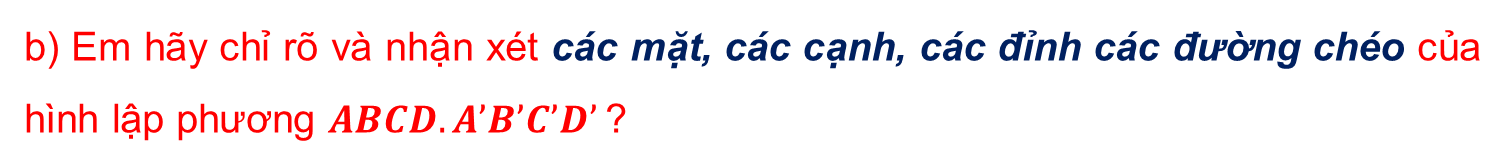 b) Em hãy chỉ rõ và nhận xét các mặt, các cạnh, các đỉnh các đường chéo của
hình lập phương ABCD.A’B’C’D’ ?